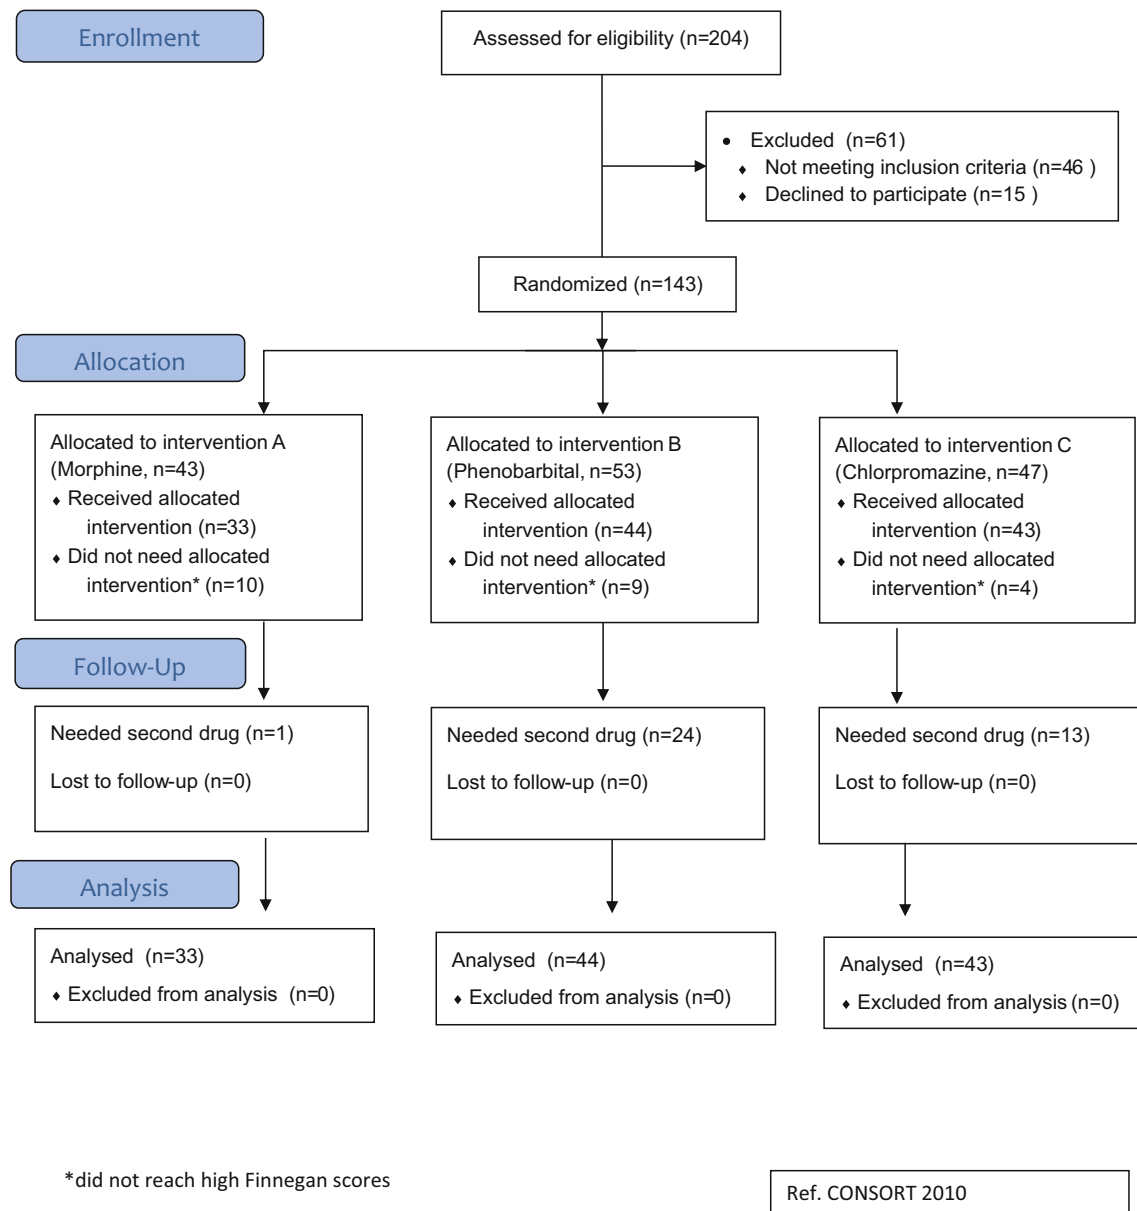 Enrollment
Assessed for eligibility (n=204)
• Excluded (n=61)
♦ Not meeting inclusion criteria (n=46 )
♦ Declined to participate (n=15 )
Randomized (n=143)
Allocation
Allocated to intervention A
(Morphine, n=43)
♦ Received allocated
intervention (n=33)
♦ Did not need allocated
intervention* (n=10)
Allocated to intervention B
(Phenobarbital, n=53)
♦ Received allocated
intervention (n=44)
♦ Did not need allocated
intervention* (n=9)
Allocated to intervention C
(Chlorpromazine, n=47)
♦ Received allocated
intervention (n=43)
♦ Did not need allocated
intervention* (n=4)
Follow-Up
Needed second drug (n=1)
Lost to follow-up (n=0)
Needed second drug (n=24)
Lost to follow-up (n=0)
Needed second drug (n=13)
Lost to follow-up (n=0)
Analysis
Analysed (n=33)
♦ Excluded from analysis (n=0)
Analysed (n=44)
♦ Excluded from analysis (n=0)
Analysed (n=43)
♦ Excluded from analysis (n=0)
*did not reach high Finnegan scores
Ref. CONSORT 2010